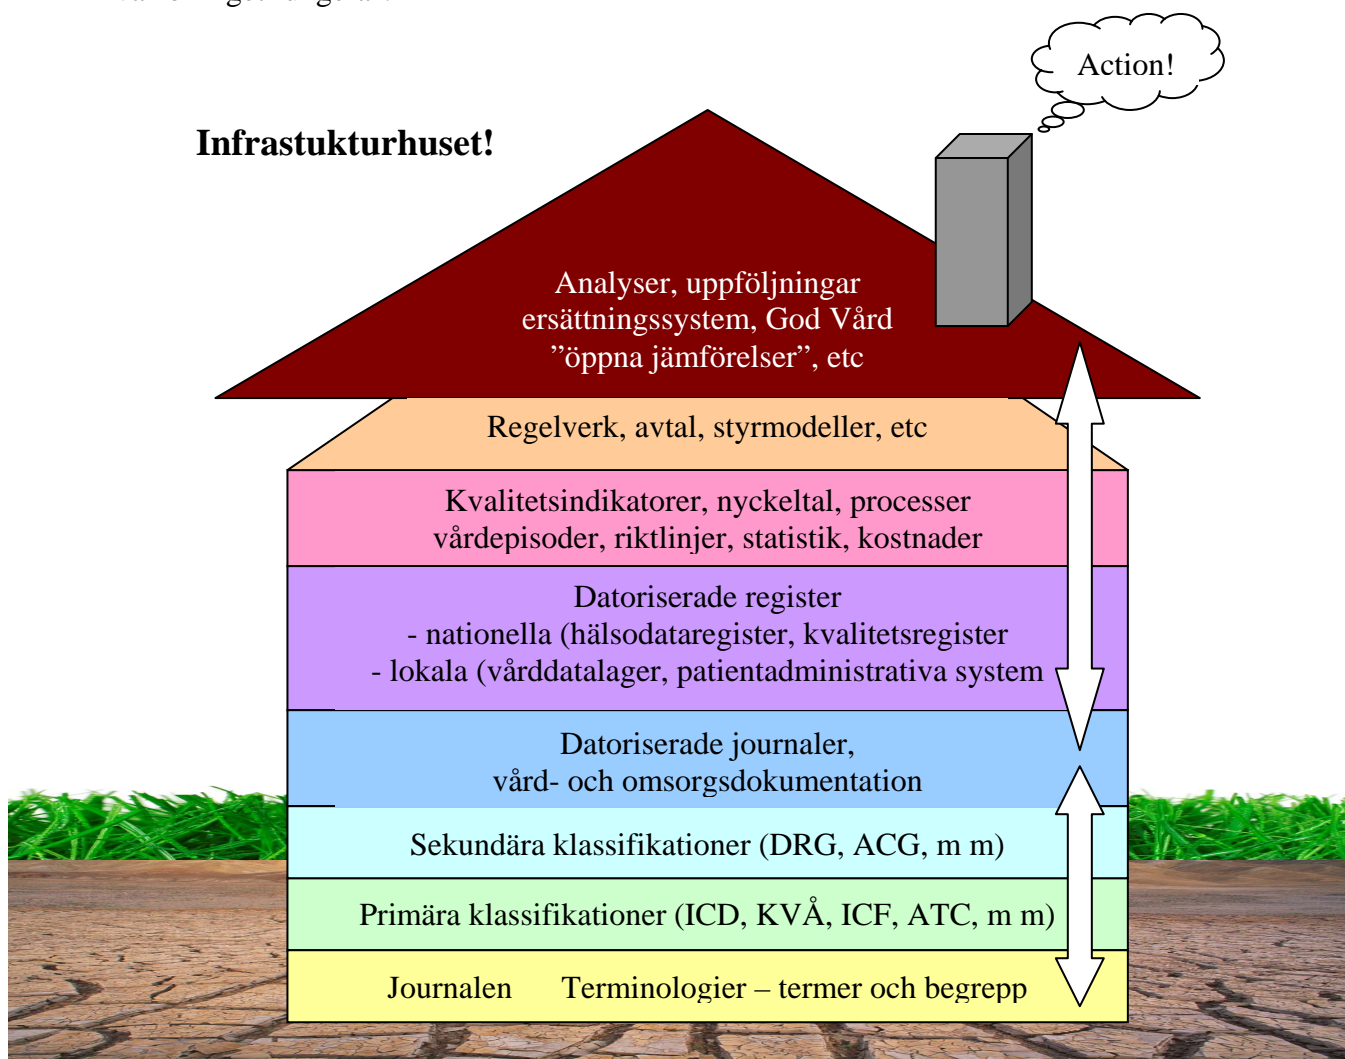 Action!
Infrastukturhuset!
Analyser, uppföljningar
ersättningssystem, God Vård
”öppna jämförelser”, etc
Regelverk, avtal, styrmodeller, etc
Kvalitetsindikatorer, nyckeltal, processer
vårdepisoder, riktlinjer, statistik, kostnader
Datoriserade register
- nationella (hälsodataregister, kvalitetsregister
- lokala (vårddatalager, patientadministrativa system
Datoriserade journaler,
vård- och omsorgsdokumentation
Sekundära klassifikationer (DRG, ACG, m m)
Primära klassifikationer (ICD, KVÅ, ICF, ATC, m m)
Journalen Terminologier – termer och begrepp